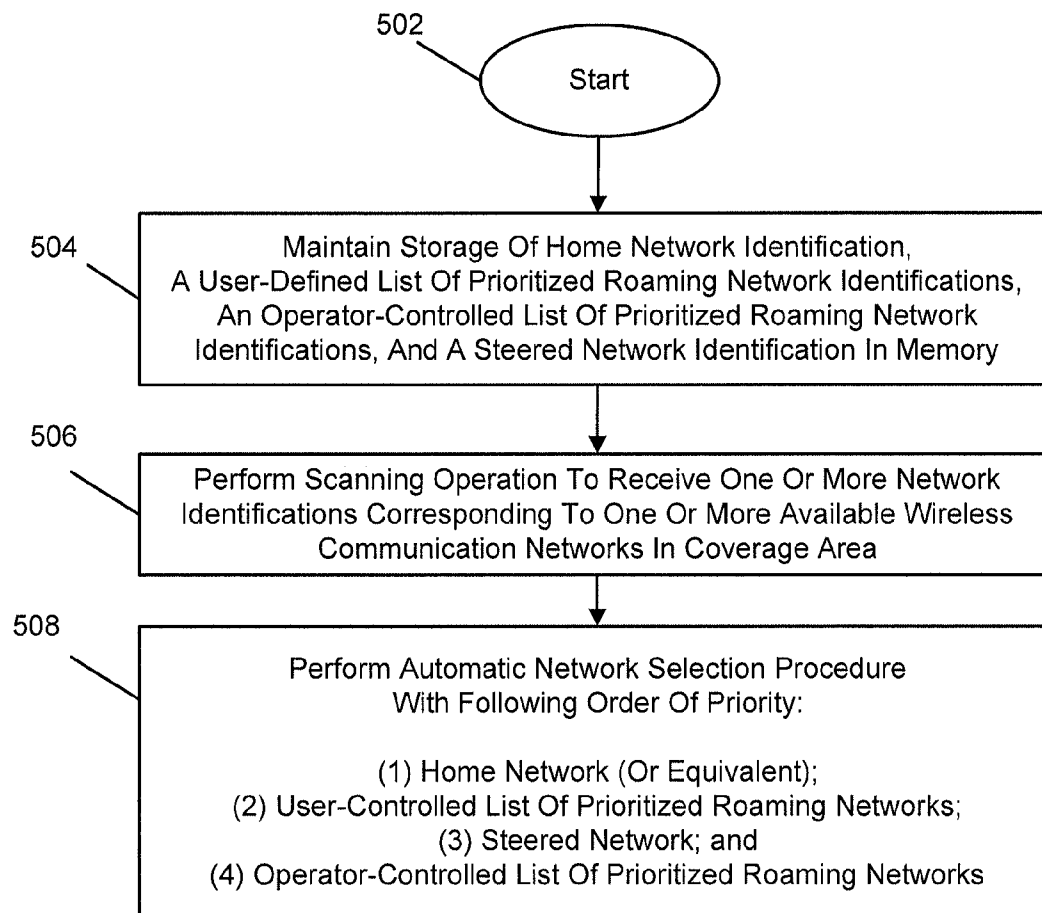 502
Start
504
Maintain Storage Of Home Network Identification,
A User-Defined List Of Prioritized Roaming Network Identifications,
An Operator-Controlled List Of Prioritized Roaming Network
Identifications, And A Steered Network Identification In Memory
506
Perform Scanning Operation To Receive One Or More Network
Identifications Corresponding To One Or More Available Wireless
Communication Networks In Coverage Area
508
Perform Automatic Network Selection Procedure
With Following Order Of Priority:
(1) Home Network (Or Equivalent);
(2) User-Controlled List Of Prioritized Roaming Networks;
(3) Steered Network; and
(4) Operator-Controlled List Of Prioritized Roaming Networks